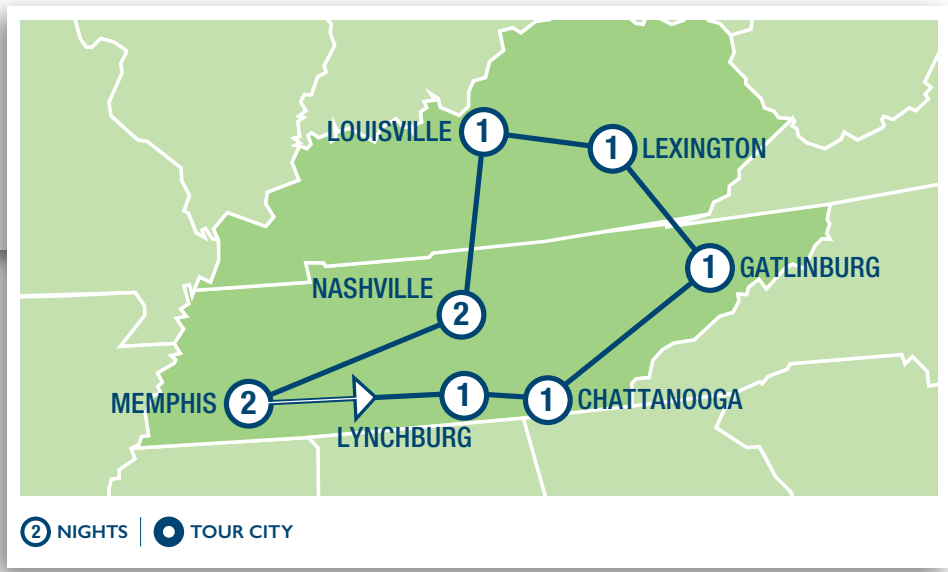 LOUISVILLE 1
1 LEXINGTON
1 GATLINBURG
NASHVILLE
2
MEMPHIS 2
1
1 CHATTANOOGA
LYNCHBURG
2 NIGHTS
TOUR CITY